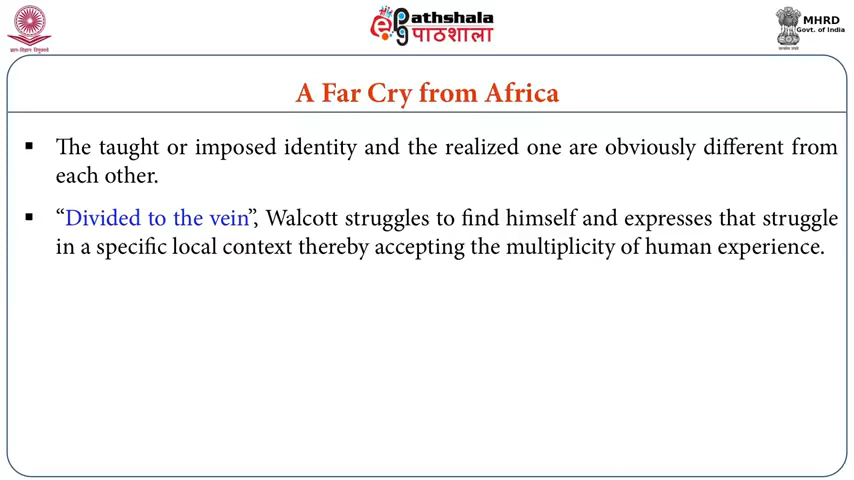 ePathshala
पाठशाला
MHRD
Govt. of India
A Far Cry from Africa
▪ The taught or imposed identity and the realized one are obviously different from
each other.
▪ “Divided to the vein”, Walcott struggles to find himself and expresses that struggle
in a specific local context thereby accepting the multiplicity of human experience.